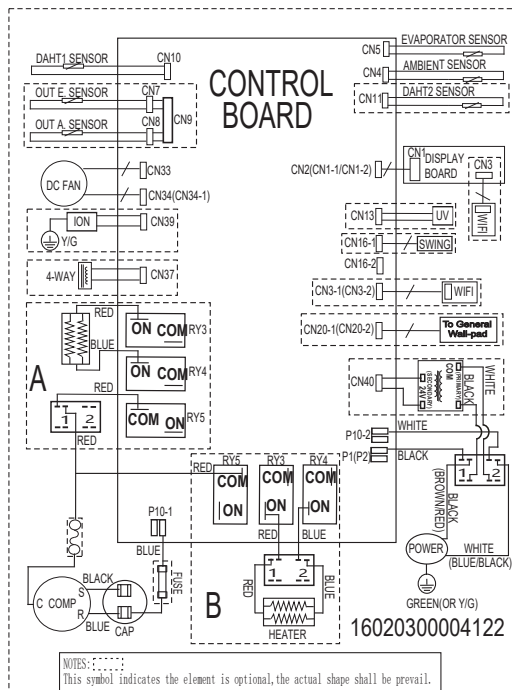 EVAPORATOR SENSOR
CN5
DAHT1 SENSOR
CN10
AMBIENT SENSOR
CN4
OUT E. SENSOR
CN7
DAHT2 SENSOR
CN11
CONTROL
BOARD
OUT A. SENSOR
CN8
CN9
CN1
DISPLAY
BOARD
CN3
CN2(CN1-1/CN1-2)
WIFI
DC FAN
CN33
CN34(CN34-1)
ION
CN39
Y/G
CN13
UV
CN16-1
SWING
CN16-2
4-WAY
CN37
CN3-1(CN3-2)
WIFI
CN20-1(CN20-2)
To General
Wall-pad
A
RED
ON
COM
RY3
BLUE
ON
COM
RY4
RED
COM
ON
RY5
1 2
RED
CN40
COM
24V
(PRIMARY)
(SECONDARY)
WHITE
BLACK
P10-2
WHITE
P1(P2)
BLACK
1 2
BLACK
(BROWN/RED)
POWER
WHITE
(BLUE/BLACK)
GREEN(OR Y/G)
RED
RY5
RY3
RY4
COM
COM
COM
ON
ON
ON
RED
BLUE
1 2
RED
BLUE
B
HEATER
P10-1
BLUE
FUSE
C COMP
S
R
BLACK
BLUE
CAP
16020300004122
NOTES:
This symbol indicates the element is optional,the actual shape shall be prevail.